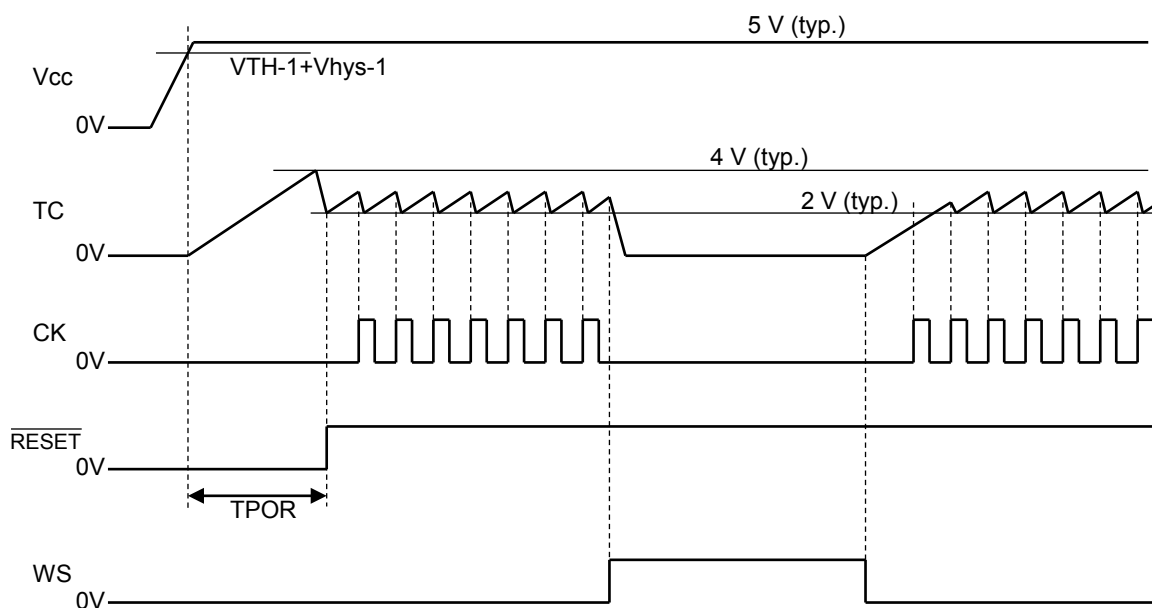 5 V (typ.)
VTH-1+Vhys-1
Vcc
0V
4 V (typ.)
TC
2 V (typ.)
0V
CK
0V
RESET
0V
TPOR
WS
0V